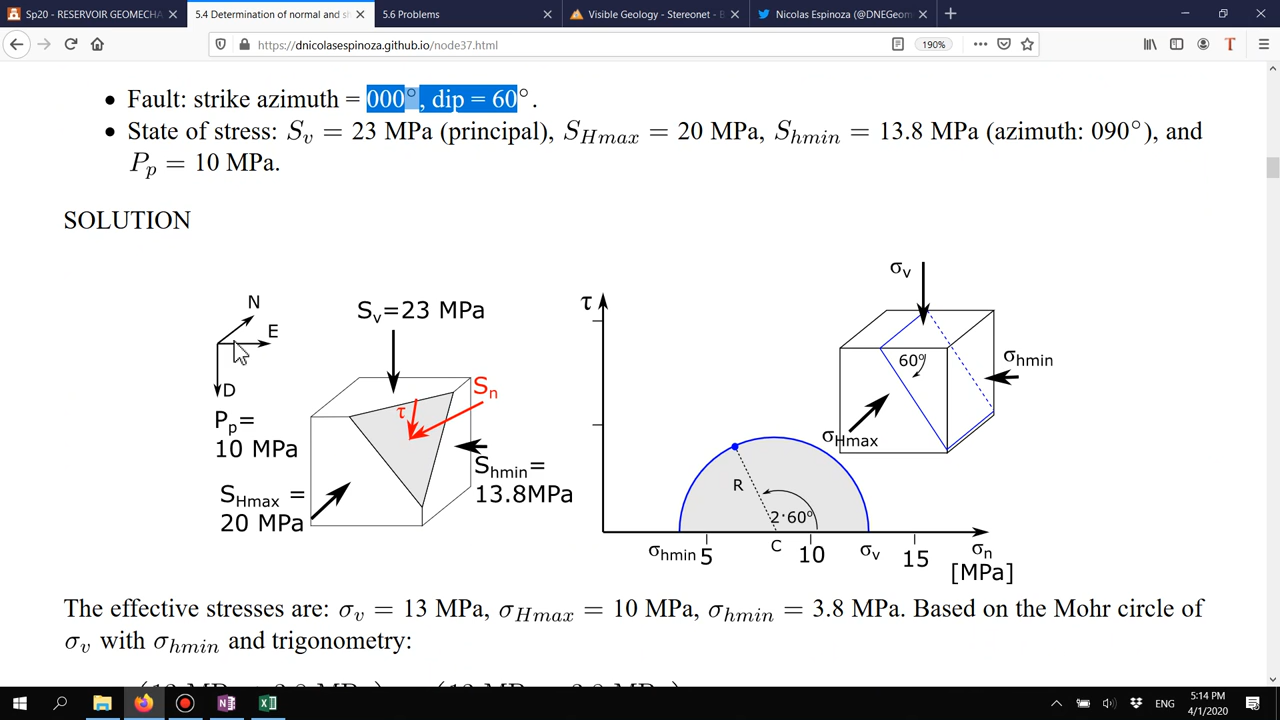 Sp20 - RESERVOIR GEOMECHA
5.4 Determination of normal and sh
5.6 Problems
Visible Geology - Stereonet - B
Nicolas Espinoza (@DNEGeom
https://dnicolasespinoza.github.io/node37.html
190%
• Fault: strike azimuth = 000°, dip = 60°.
• State of stress: Sv = 23 MPa (principal), SHmax = 20 MPa, Shmin = 13.8 MPa (azimuth: 090°), and
Pp = 10 MPa.
SOLUTION
N
E
D
Pp=
10 MPa
Sv=23 MPa
Sn
τ
Shmin=
13.8MPa
SHmax =
20 MPa
τ
R
2·60°
C
σhmin 5
10
σv
15
σn
[MPa]
σv
60°
σhmin
σHmax
The effective stresses are: σv = 13 MPa, σHmax = 10 MPa, σhmin = 3.8 MPa. Based on the Mohr circle of
σv with σhmin and trigonometry:
ENG
5:14 PM
4/1/2020